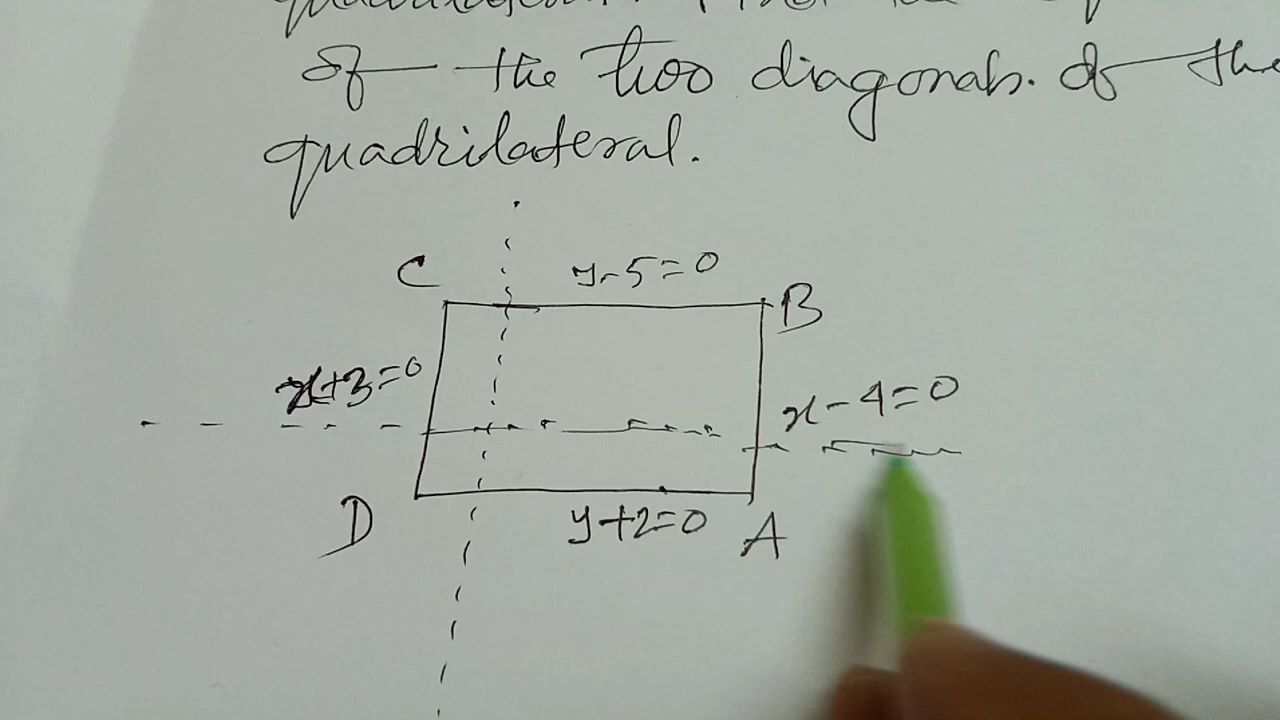 of the two diagonals. of the
quadrilateral.
C y-5=0 B
x+3=0
x-4=0
D y+2=0 A